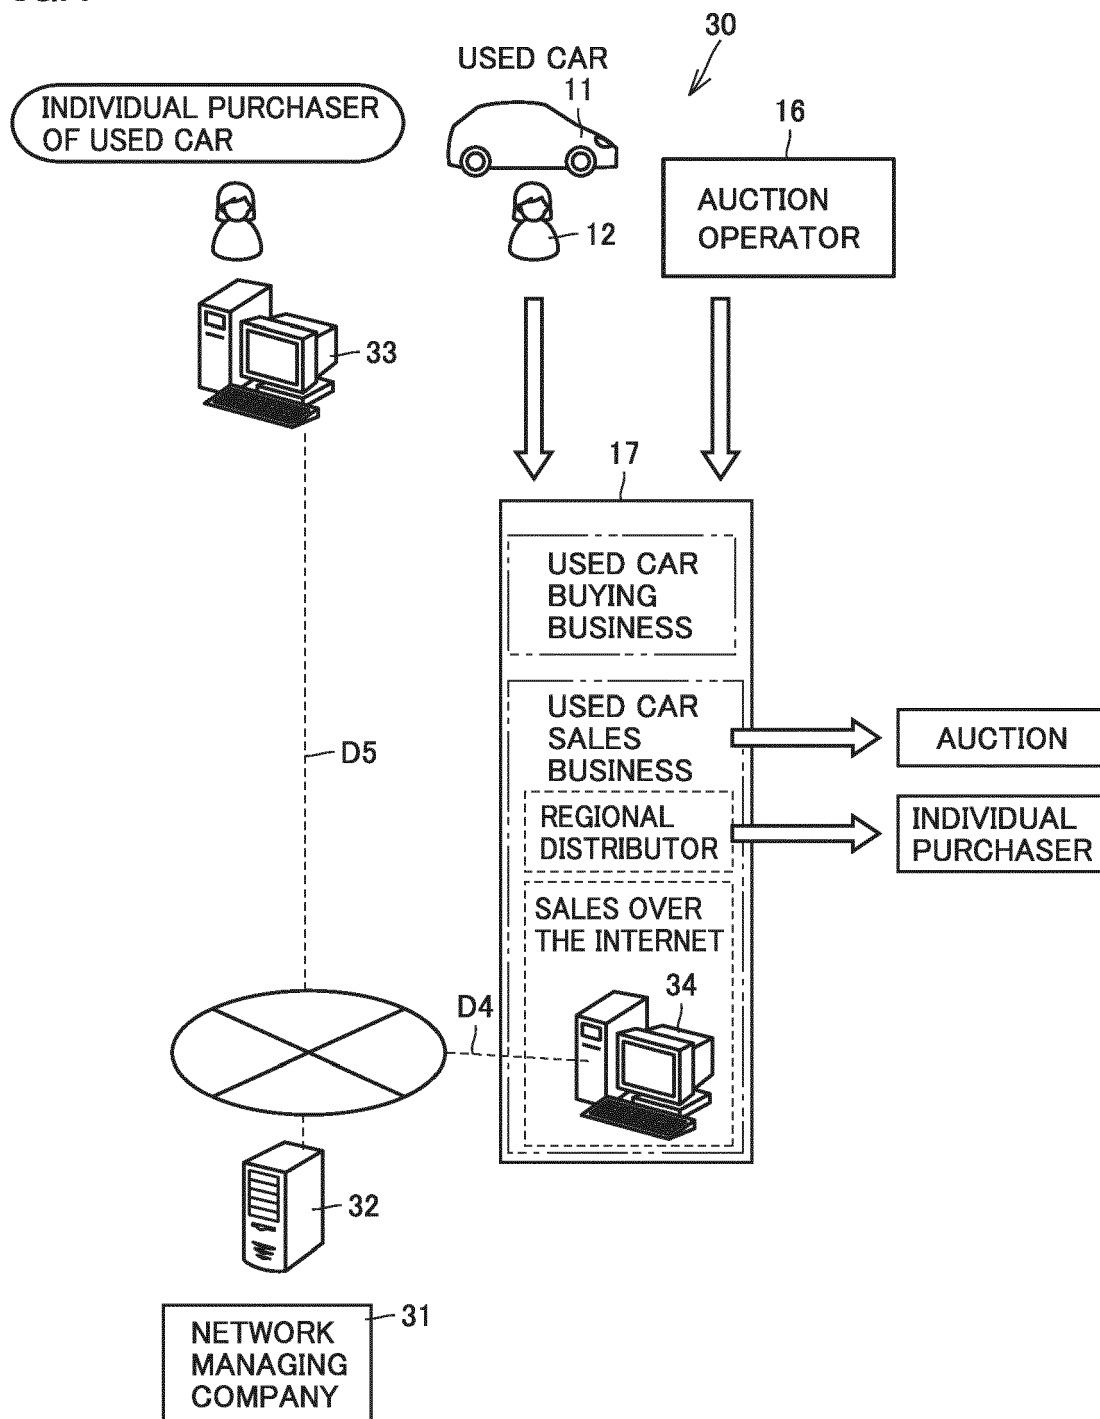 30
USED CAR
11
INDIVIDUAL PURCHASER
OF USED CAR
16
AUCTION
OPERATOR
12
33
17
USED CAR
BUYING
BUSINESS
USED CAR
SALES
BUSINESS
AUCTION
D5
REGIONAL
DISTRIBUTOR
INDIVIDUAL
PURCHASER
SALES OVER
THE INTERNET
34
D4
32
31
NETWORK
MANAGING
COMPANY